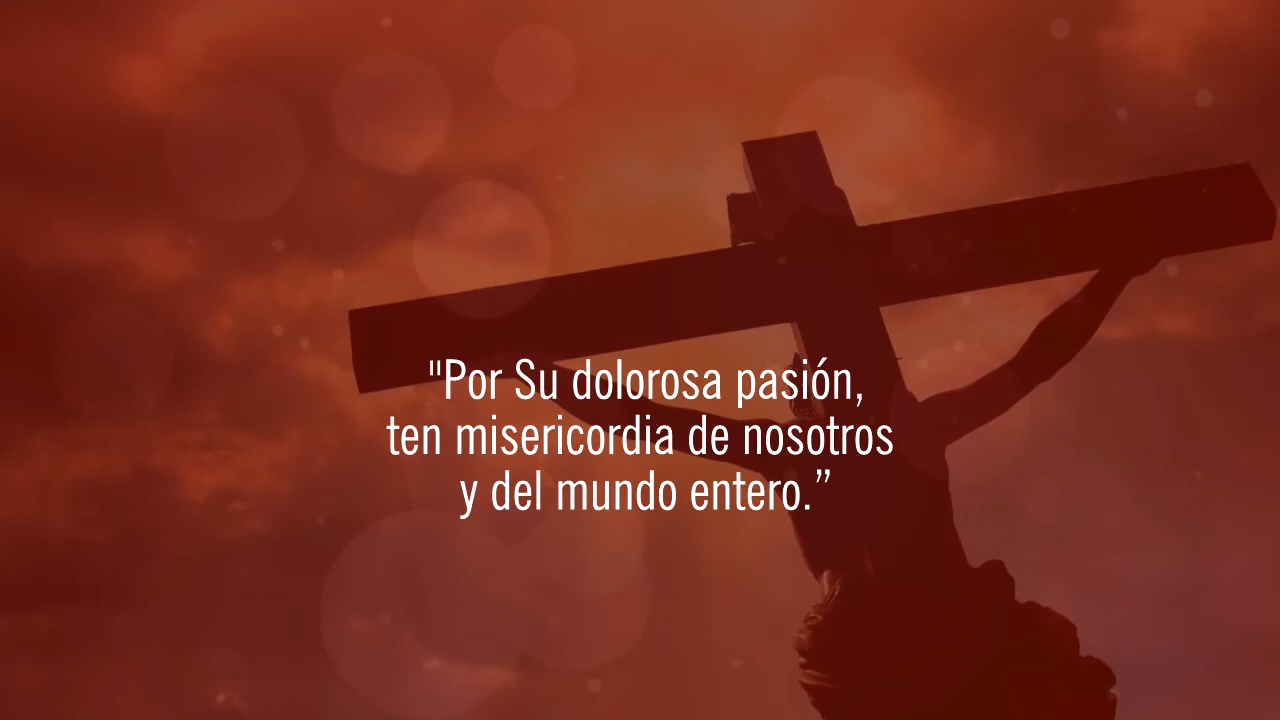 "Por Su dolorosa pasión,
ten misericordia de nosotros
y del mundo entero.”